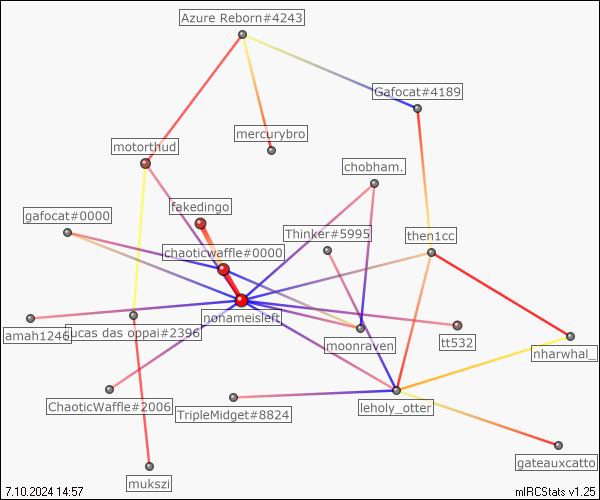 Azure Reborn#4243
Gafocat#4189
mercurybro
motorthud
chobham.
fakedingo
gafocat#0000
Thinker#5995
then1cc
chaoticwaffle#0000
nonameisleft
amah1246
lucas das oppai#2396
moonraven
tt532
nharwhal_
ChaoticWaffle#2006
TripleMidget#8824
leholy_otter
gateauxcatto
mukszi
7.10.2024 14:57
mIRCStats v1.25